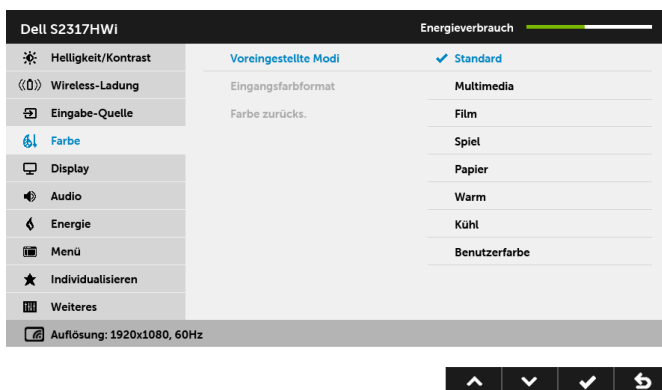 Dell S2317HWi Energieverbrauch
Helligkeit/Kontrast Voreingestellte Modi Standard
Wireless-Ladung Eingangsfarbformat Multimedia
Eingabe-Quelle Farbe zurücks. Film
Farbe Spiel
Display Papier
Audio Warm
Energie Kühl
Menü Benutzerfarbe
Individualisieren
Weiteres
Auflösung: 1920x1080, 60Hz